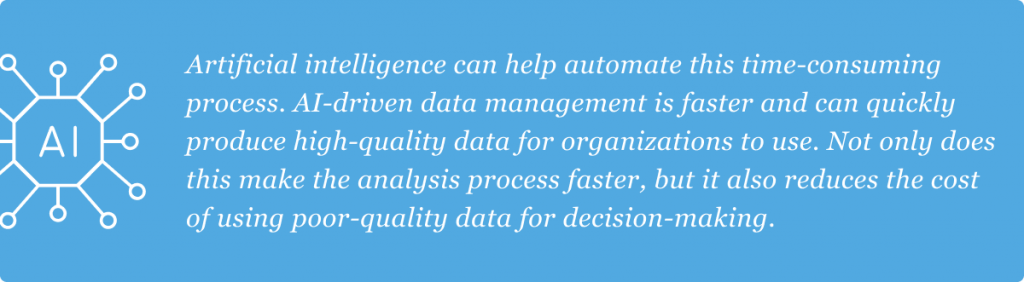 AI
Artificial intelligence can help automate this time-consuming
process. AI-driven data management is faster and can quickly
produce high-quality data for organizations to use. Not only does
this make the analysis process faster, but it also reduces the cost
of using poor-quality data for decision-making.